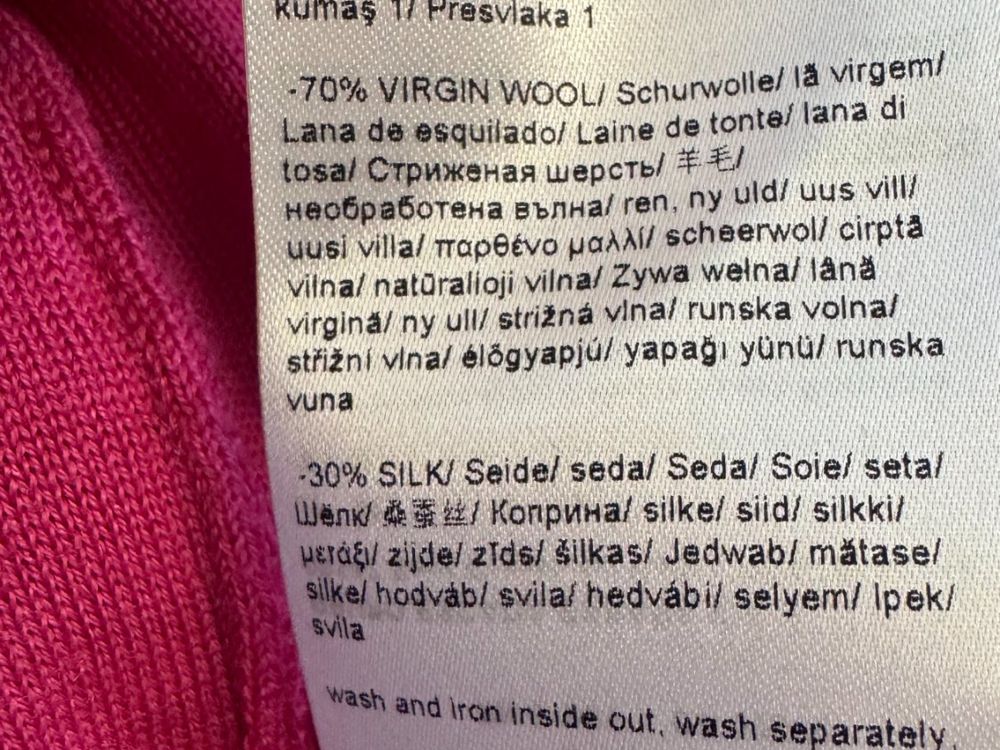 kumaş 1/ Presvlaka 1
-70% VIRGIN WOOL/ Schurwolle/ lã virgem/
Lana de esquilado/ Laine de tonte/ lana di
tosa/ Стриженая шерсть/ 羊毛/
необработена вълна/ ren, ny uld/ uus vill/
uusi villa/ παρθένο μαλλί/ scheerwol/ cirptā
vilna/ natūralioji vilna/ Zywa wełna/ lână
virgină/ ny ull/ strižná vlna/ runska volna/
střižní vlna/ élőgyapjú/ yapağı yünü/ runska
vuna
-30% SILK/ Seide/ seda/ Seda/ Soie/ seta/
Шёлк/ 桑蚕丝/ Коприна/ silke/ siid/ silkki/
μετάξι/ zijde/ zīds/ šilkas/ Jedwab/ mătase/
silke/ hodváb/ svila/ hedvábí/ selyem/ Ipek/
svila
wash and iron inside out, wash separately